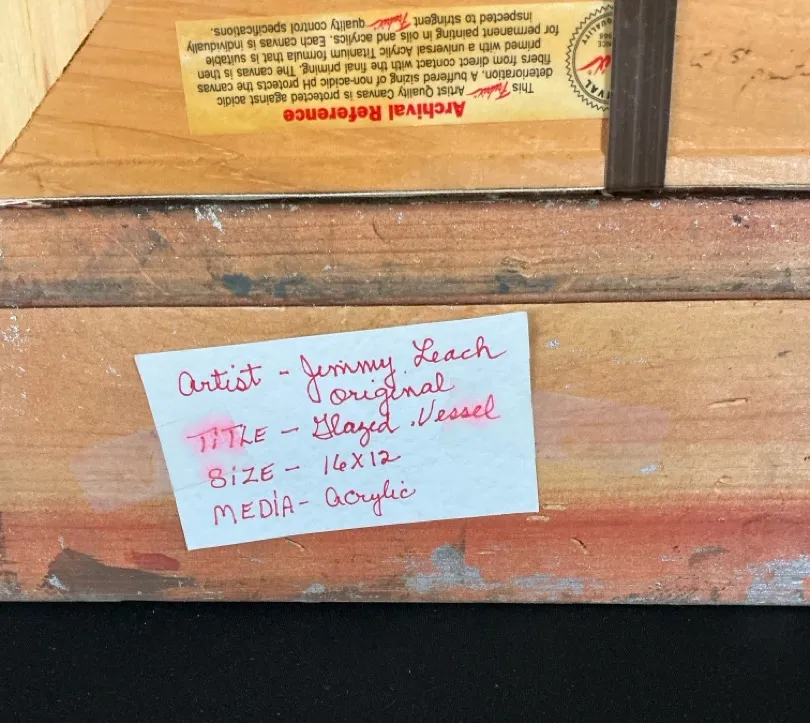 Archival Reference
This Fredrix Artist Quality Canvas is protected against acidic
deterioration. A buffered sizing of non-acidic pH protects the canvas
fibers from direct contact with the final priming. The canvas is then
primed with a universal Acrylic Titanium formula that is suitable
for permanent painting in oils and acrylics. Each canvas is individually
inspected to stringent Fredrix quality control specifications.
Artist - Jimmy Leach
original
TITLE - Glazed Vessel
SIZE - 16X12
MEDIA - Acrylic